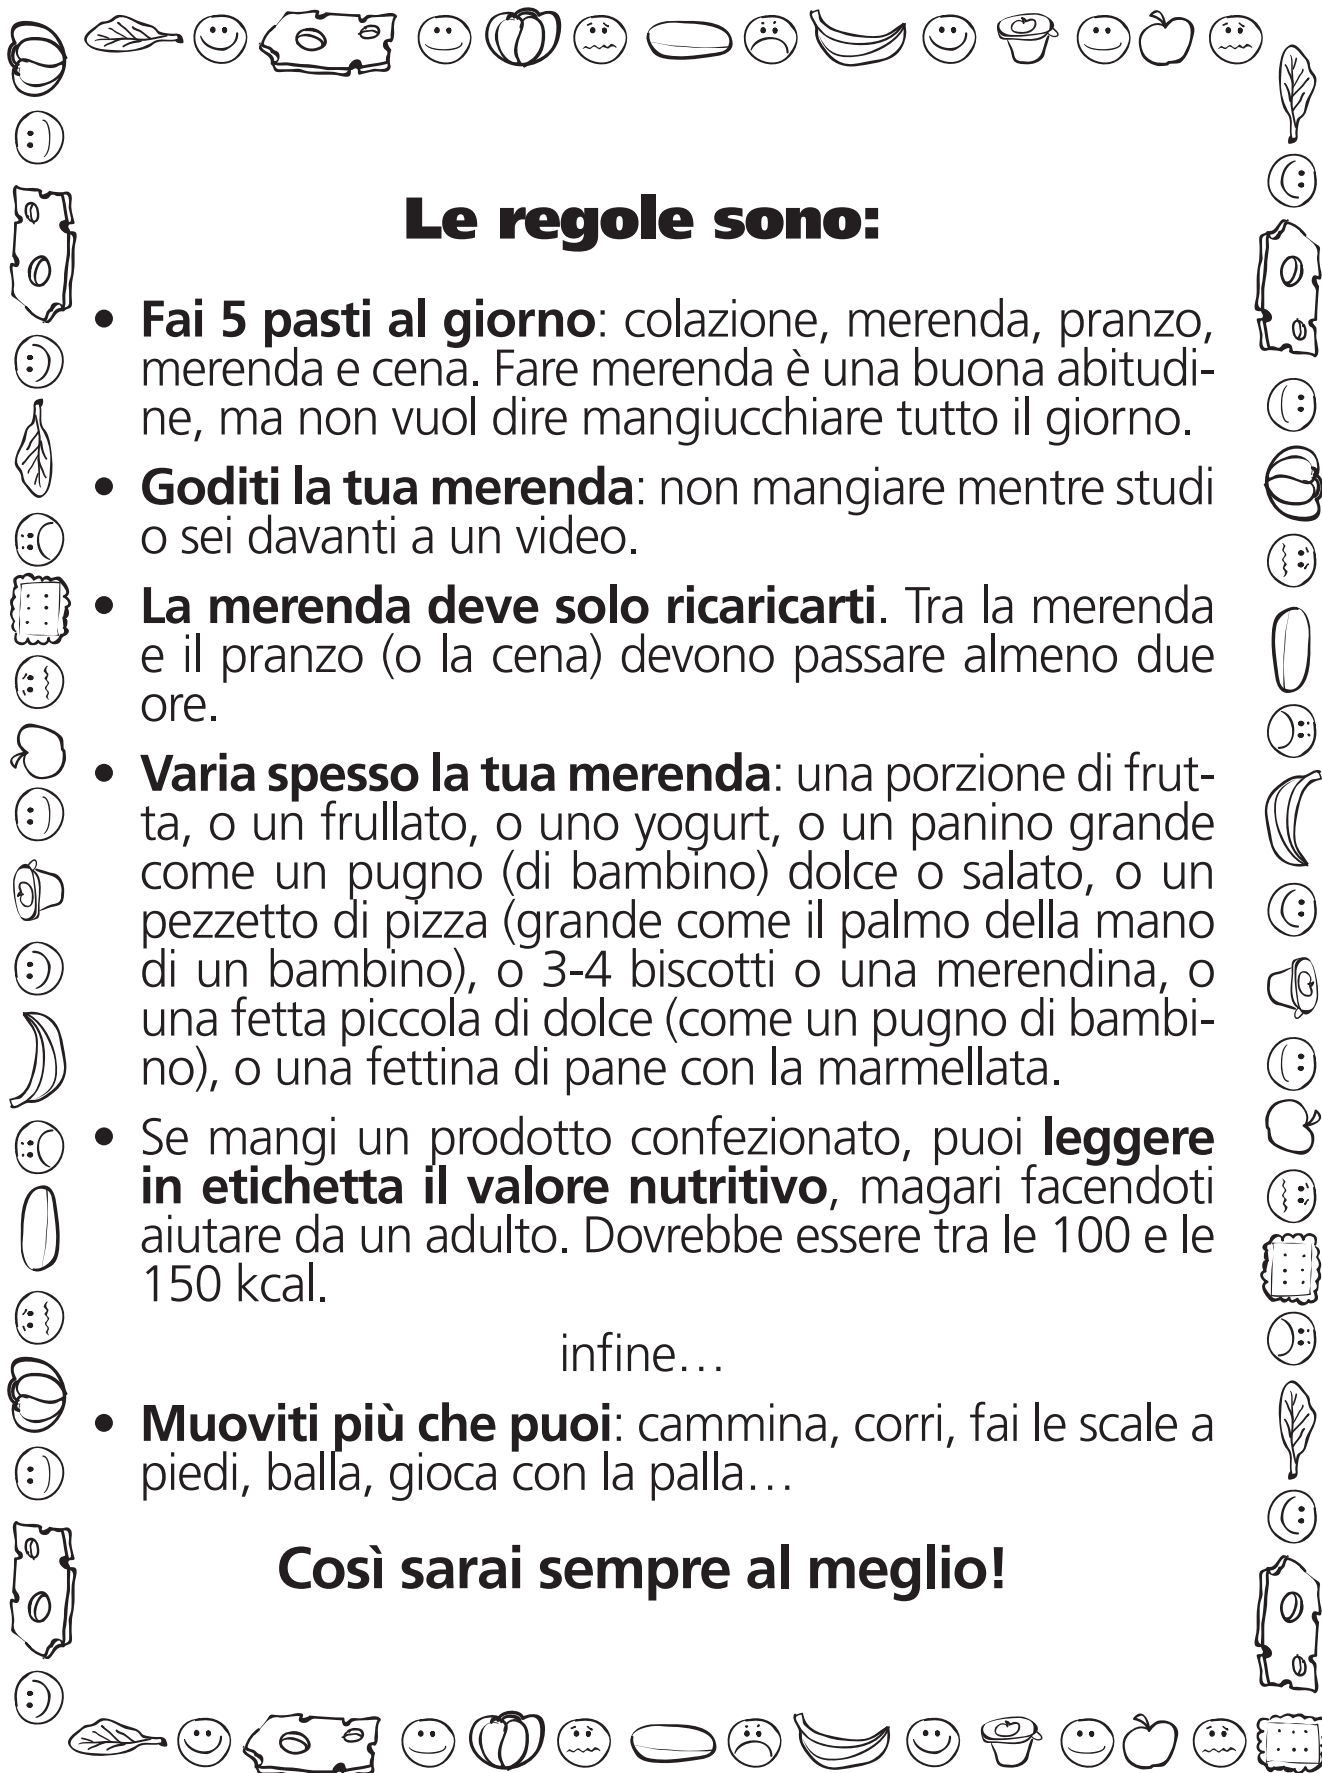 Le regole sono:
• Fai 5 pasti al giorno: colazione, merenda, pranzo,
merenda e cena. Fare merenda è una buona abitudi-
ne, ma non vuol dire mangiucchiare tutto il giorno.
• Goditi la tua merenda: non mangiare mentre studi
o sei davanti a un video.
• La merenda deve solo ricaricarti. Tra la merenda
e il pranzo (o la cena) devono passare almeno due
ore.
• Varia spesso la tua merenda: una porzione di frut-
ta, o un frullato, o uno yogurt, o un panino grande
come un pugno (di bambino) dolce o salato, o un
pezzetto di pizza (grande come il palmo della mano
di un bambino), o 3-4 biscotti o una merendina, o
una fetta piccola di dolce (come un pugno di bambi-
no), o una fettina di pane con la marmellata.
• Se mangi un prodotto confezionato, puoi leggere
in etichetta il valore nutritivo, magari facendoti
aiutare da un adulto. Dovrebbe essere tra le 100 e le
150 kcal.
infine…
• Muoviti più che puoi: cammina, corri, fai le scale a
piedi, balla, gioca con la palla…
Così sarai sempre al meglio!